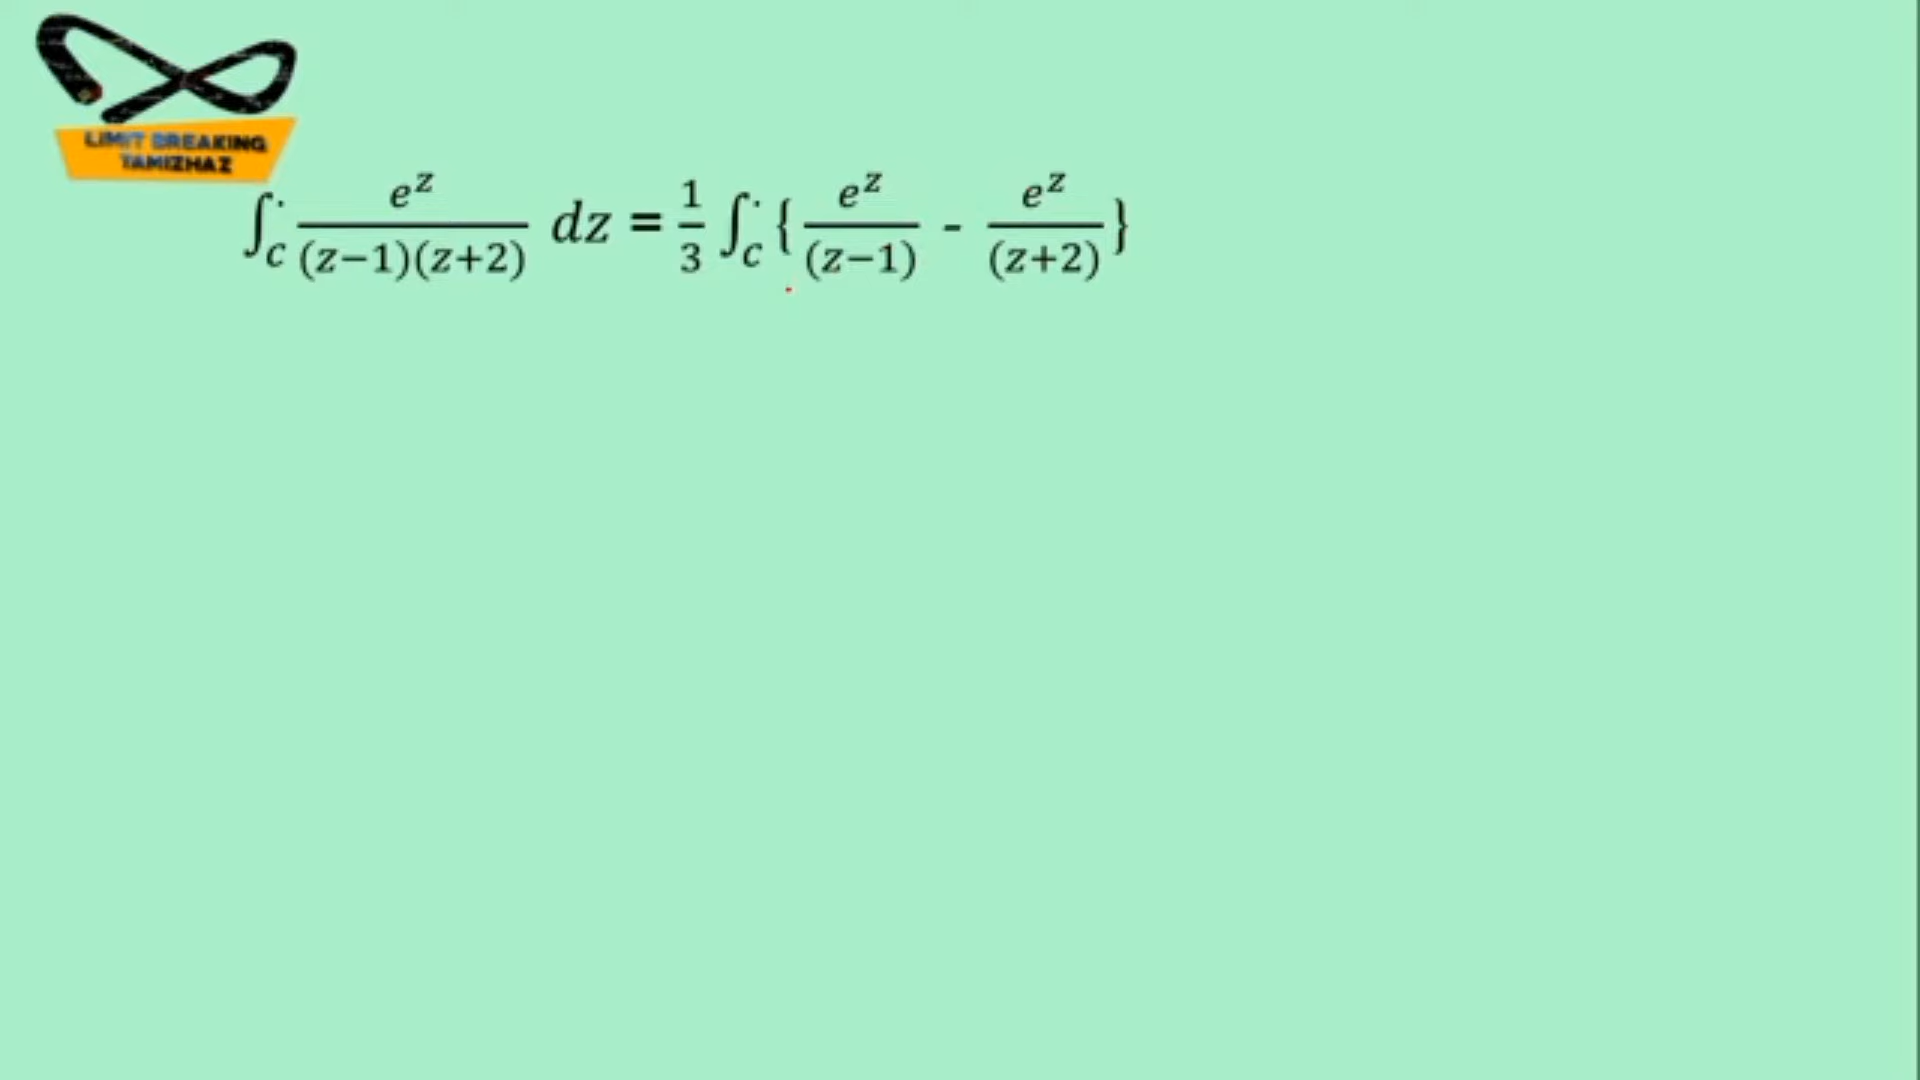 LIMIT BREAKING
TAMIZHAZ
∫_C e^z/((z−1)(z+2)) dz = 1/3 ∫_C {e^z/(z−1) - e^z/(z+2)}